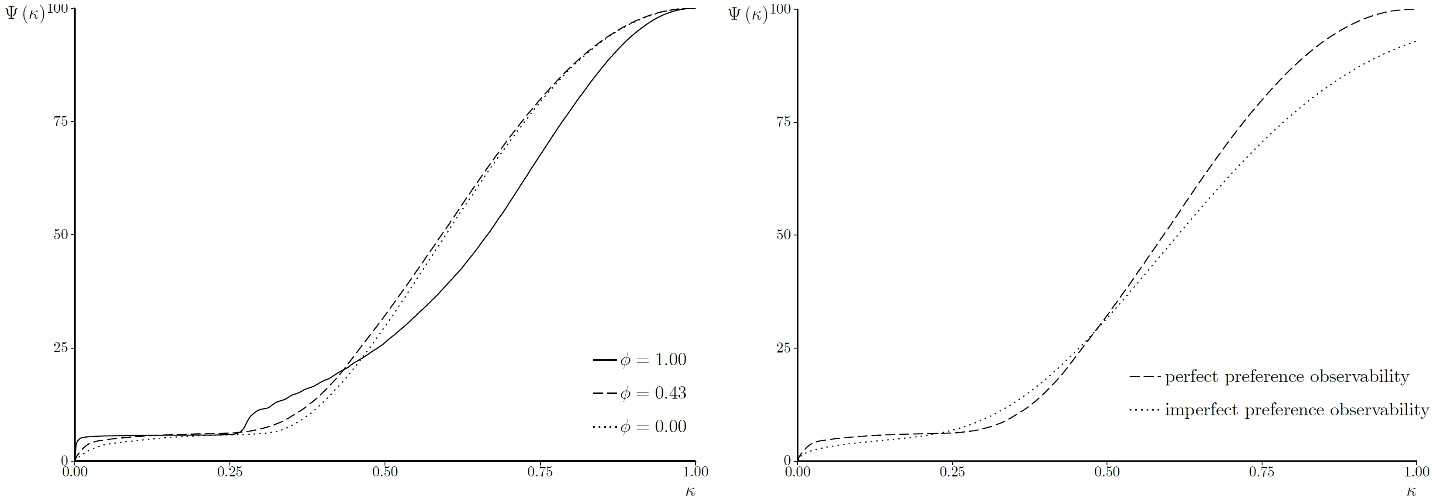 Ψ (κ)
100
75
50
25
0
0.00 0.25 0.50 0.75 1.00
κ
ϕ = 1.00
ϕ = 0.43
ϕ = 0.00
Ψ (κ)
100
75
50
25
0
0.00 0.25 0.50 0.75 1.00
κ
perfect preference observability
imperfect preference observability